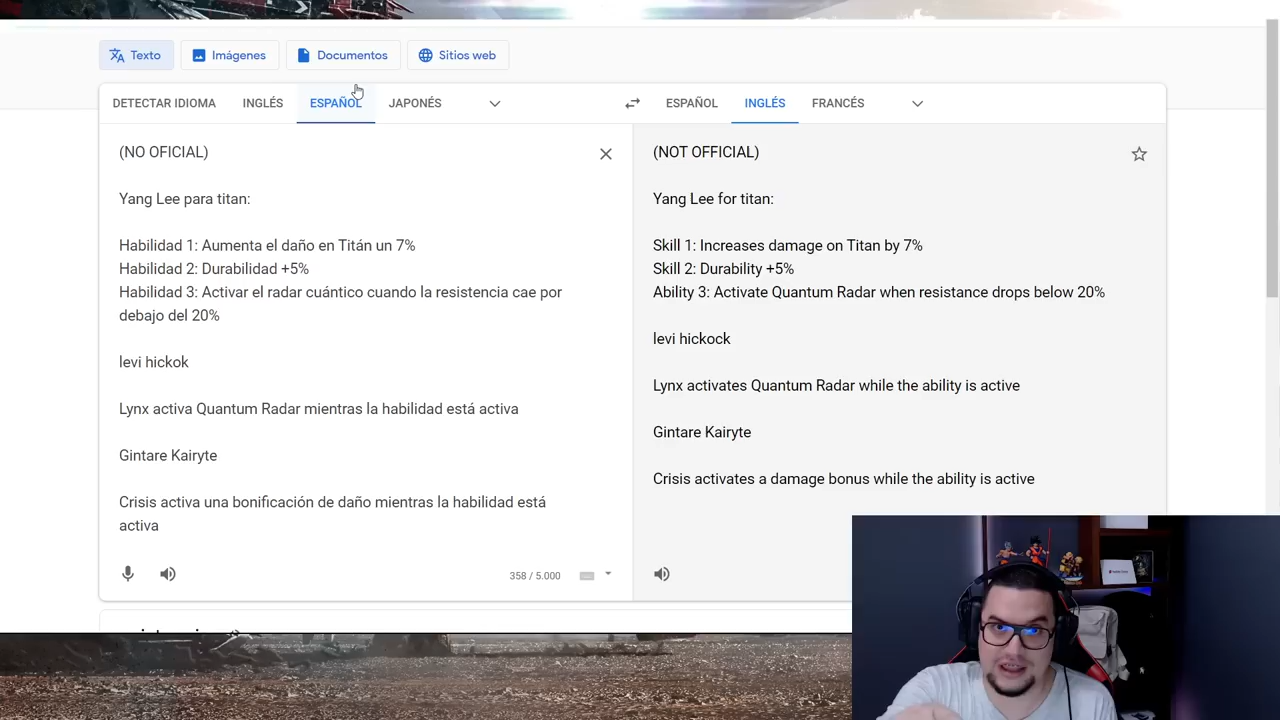 Texto Imágenes Documentos Sitios web
DETECTAR IDIOMA INGLÉS ESPAÑOL JAPONÉS
ESPAÑOL INGLÉS FRANCÉS
(NO OFICIAL)
Yang Lee para titan:
Habilidad 1: Aumenta el daño en Titán un 7%
Habilidad 2: Durabilidad +5%
Habilidad 3: Activar el radar cuántico cuando la resistencia cae por
debajo del 20%
levi hickok
Lynx activa Quantum Radar mientras la habilidad está activa
Gintare Kairyte
Crisis activa una bonificación de daño mientras la habilidad está
activa
358 / 5.000
(NOT OFFICIAL)
Yang Lee for titan:
Skill 1: Increases damage on Titan by 7%
Skill 2: Durability +5%
Ability 3: Activate Quantum Radar when resistance drops below 20%
levi hickock
Lynx activates Quantum Radar while the ability is active
Gintare Kairyte
Crisis activates a damage bonus while the ability is active